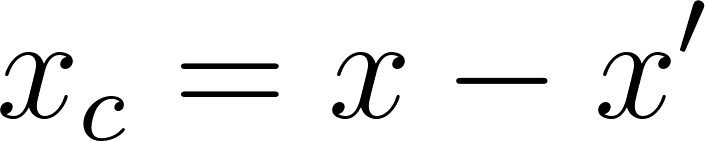 x_c = x − x′